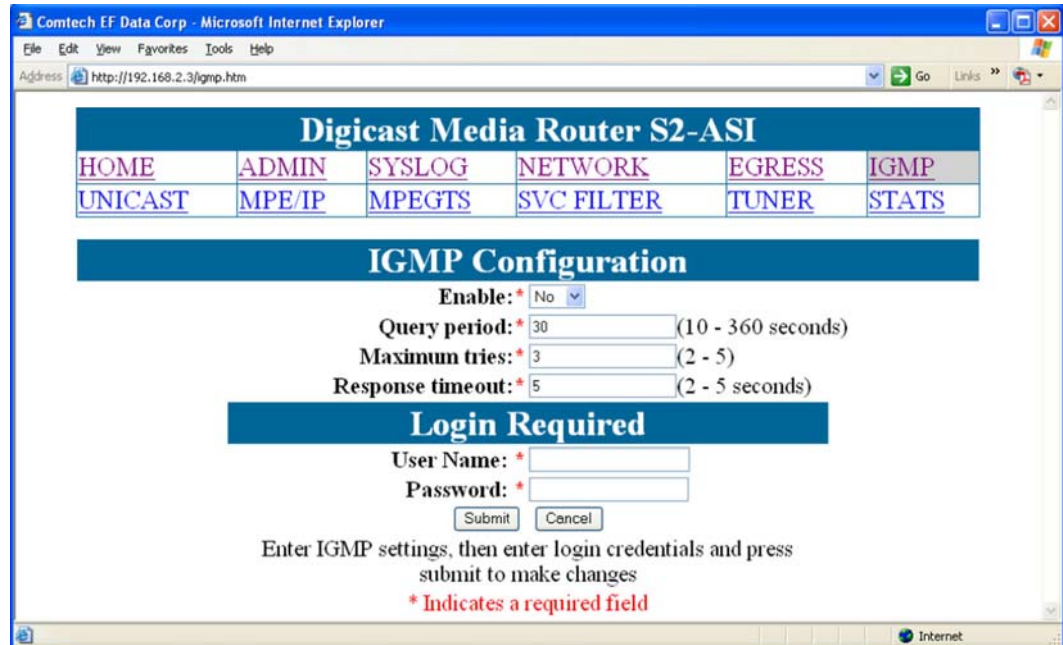 Comtech EF Data Corp - Microsoft Internet Explorer
File Edit View Favorites Tools Help
Address http://192.168.2.3/igmp.htm Go Links »
Digicast Media Router S2-ASI
HOME ADMIN SYSLOG NETWORK EGRESS IGMP
UNICAST MPE/IP MPEGTS SVC FILTER TUNER STATS
IGMP Configuration
Enable:* No
Query period:* 30 (10 - 360 seconds)
Maximum tries:* 3 (2 - 5)
Response timeout:* 5 (2 - 5 seconds)
Login Required
User Name: *
Password: *
Submit Cancel
Enter IGMP settings, then enter login credentials and press
submit to make changes
* Indicates a required field
Internet